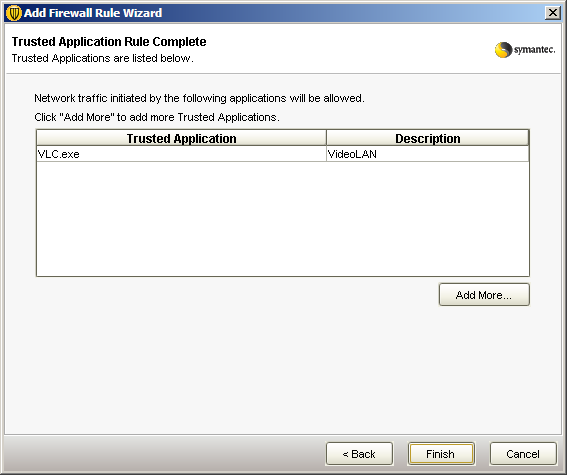 Add Firewall Rule Wizard
Trusted Application Rule Complete
Trusted Applications are listed below.
symantec.
Network traffic initiated by the following applications will be allowed.
Click "Add More" to add more Trusted Applications.
Trusted Application Description
VLC.exe VideoLAN
Add More...
< Back Finish Cancel